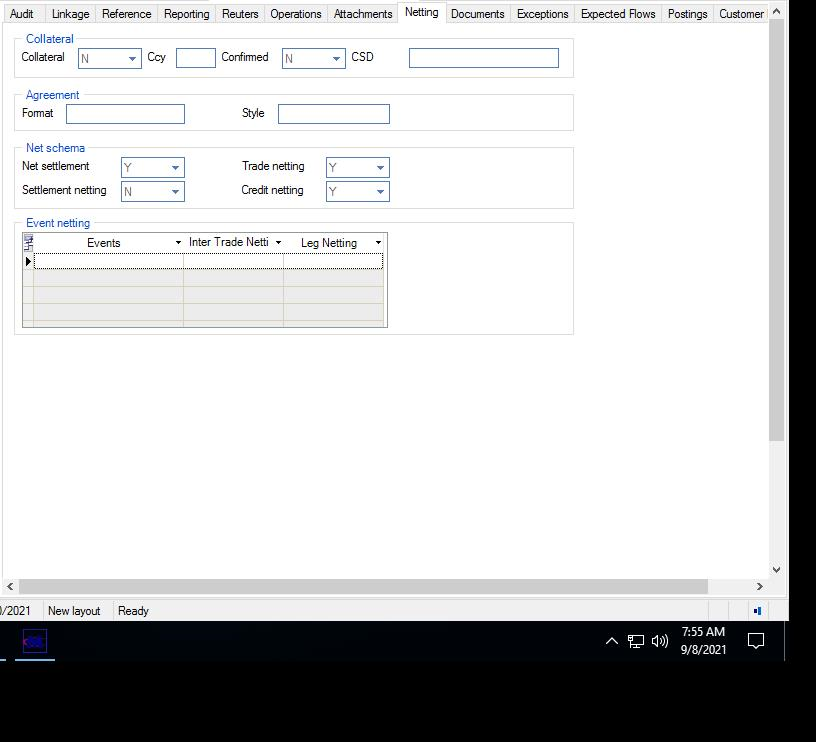 Audit Linkage Reference Reporting Reuters Operations Attachments Netting Documents Exceptions Expected Flows Postings Customer
Collateral
Collateral N Ccy Confirmed N CSD
Agreement
Format Style
Net schema
Net settlement Y Trade netting Y
Settlement netting N Credit netting Y
Event netting
Events Inter Trade Netti Leg Netting
/2021 New layout Ready
7:55 AM
9/8/2021